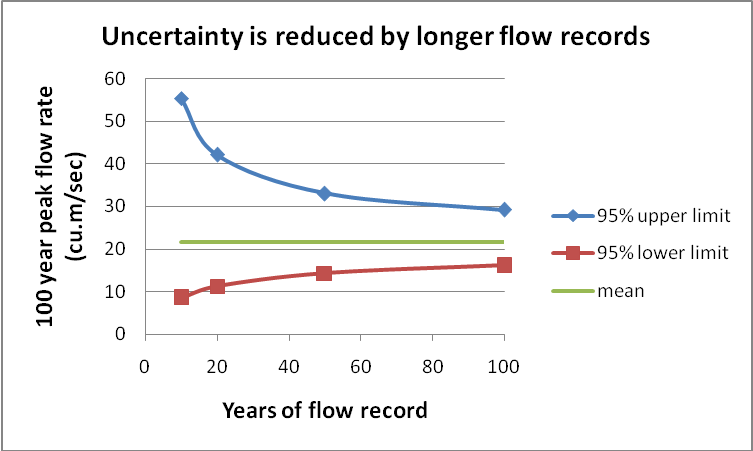 Uncertainty is reduced by longer flow records
100 year peak flow rate
(cu.m/sec)
60
50
40
30
20
10
0
0 20 40 60 80 100
Years of flow record
95% upper limit
95% lower limit
mean